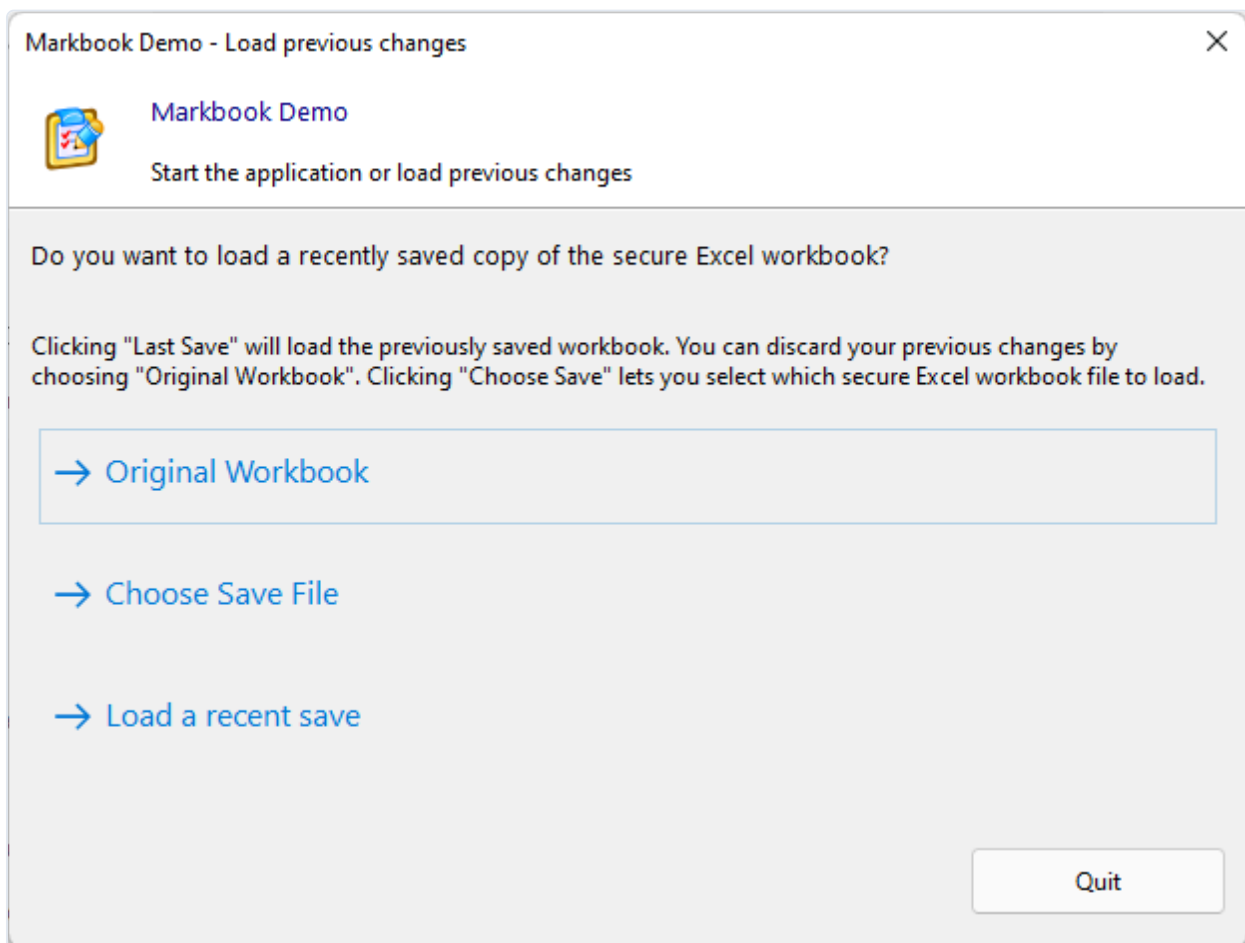 Markbook Demo - Load previous changes
Markbook Demo
Start the application or load previous changes
Do you want to load a recently saved copy of the secure Excel workbook?
Clicking "Last Save" will load the previously saved workbook. You can discard your previous changes by
choosing "Original Workbook". Clicking "Choose Save" lets you select which secure Excel workbook file to load.
→ Original Workbook
→ Choose Save File
→ Load a recent save
Quit